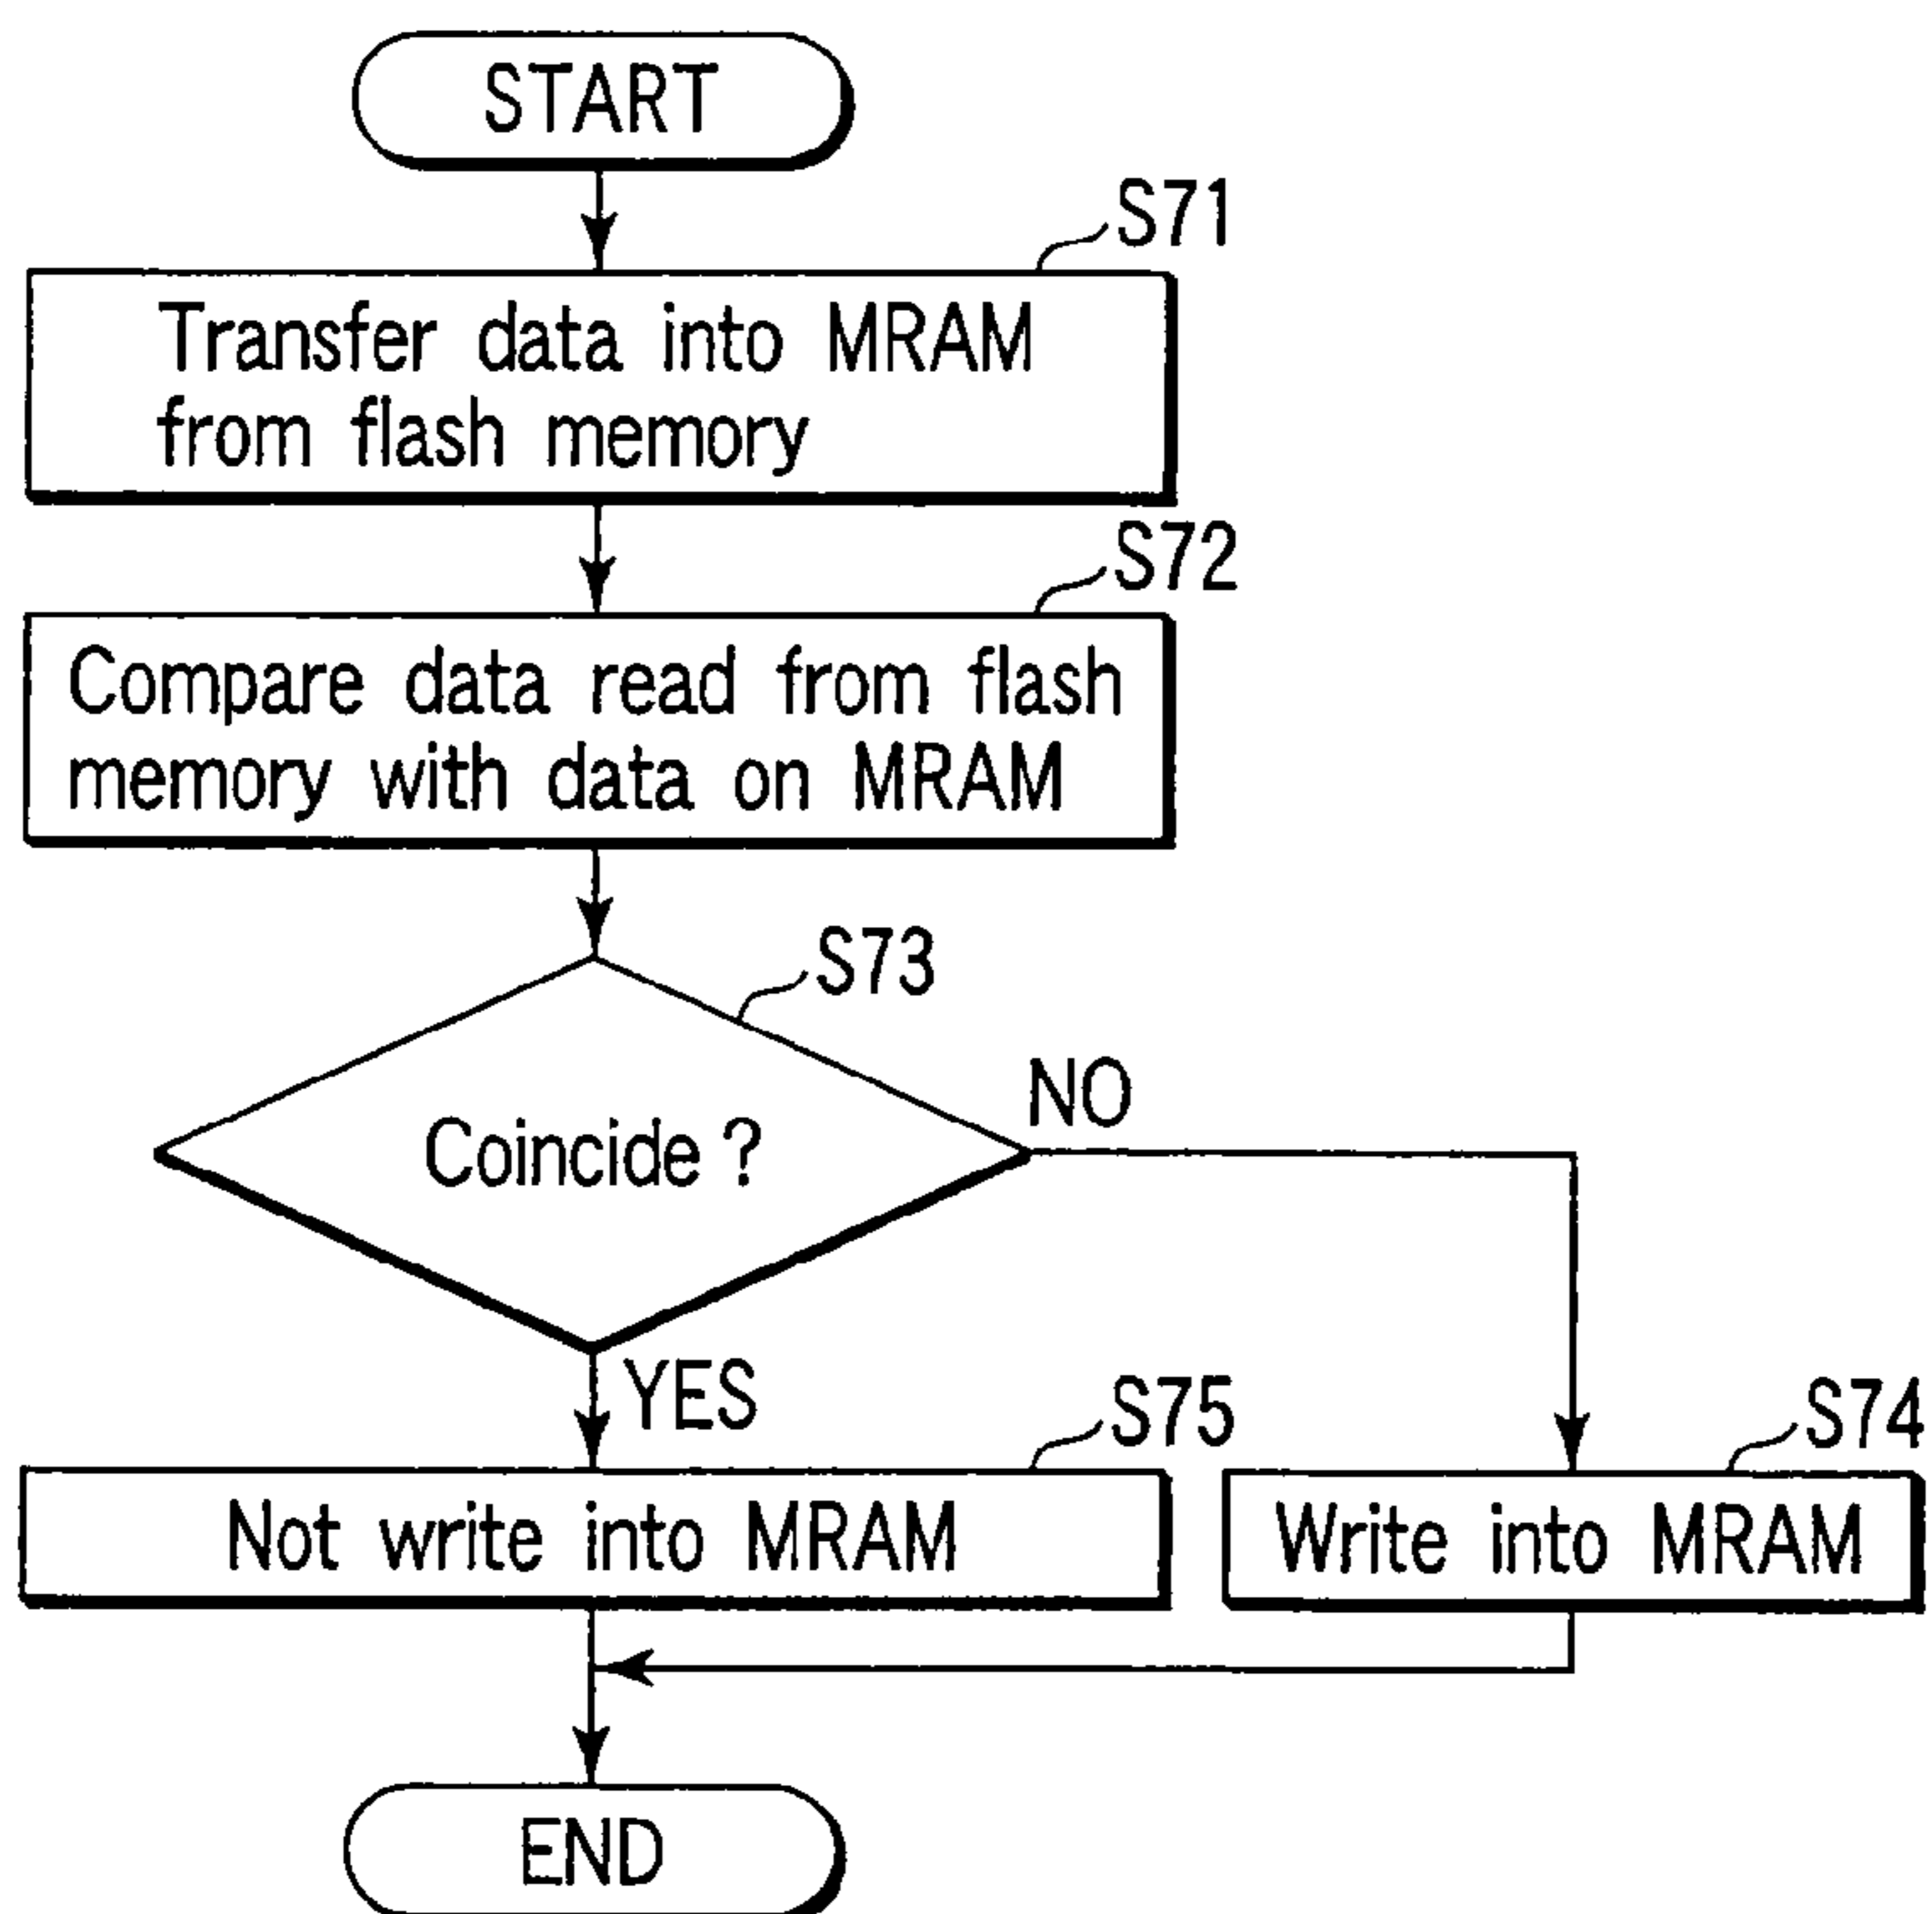 START
S71
Transfer data into MRAM
from flash memory
S72
Compare data read from flash
memory with data on MRAM
S73
Coincide ?
NO
YES
S75
S74
Not write into MRAM
Write into MRAM
END